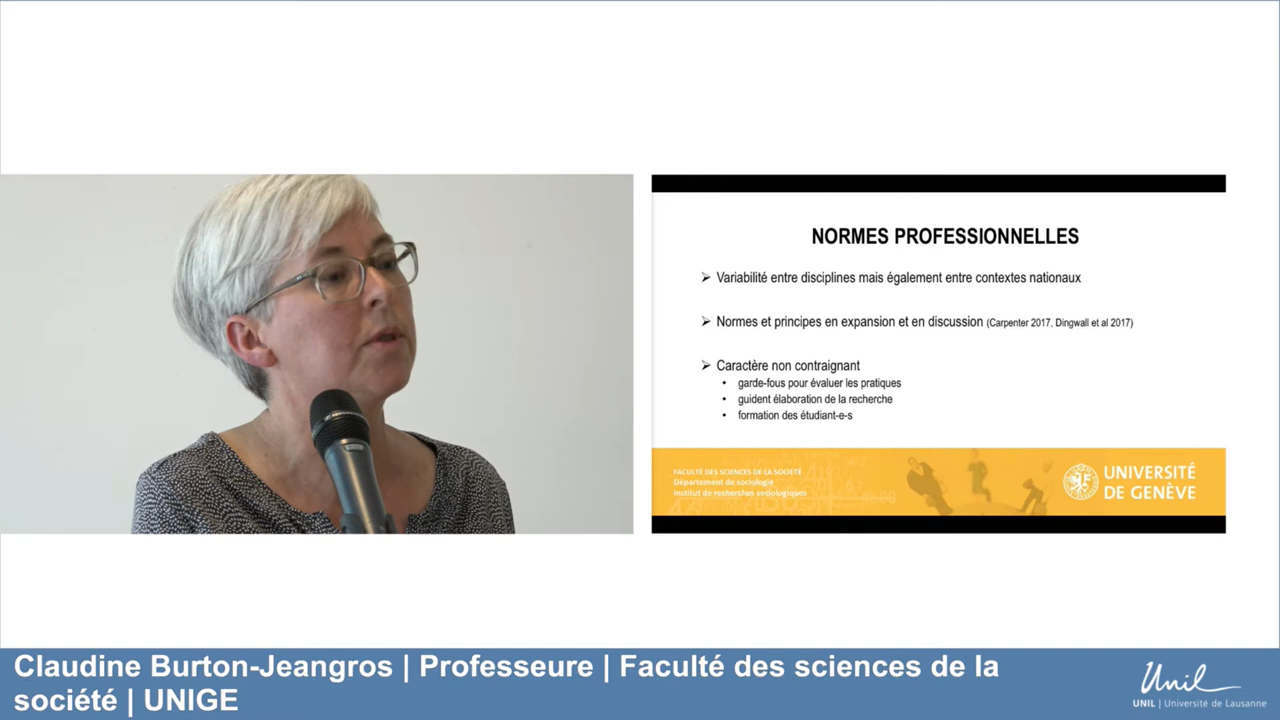 NORMES PROFESSIONNELLES
➢ Variabilité entre disciplines mais également entre contextes nationaux
➢ Normes et principes en expansion et en discussion (Carpenter 2017, Dingwall et al 2017)
➢ Caractère non contraignant
• garde-fous pour évaluer les pratiques
• guident élaboration de la recherche
• formation des étudiant-e-s
FACULTÉ DES SCIENCES DE LA SOCIÉTÉ
Département de sociologie
Institut de recherches sociologiques
UNIVERSITÉ
DE GENÈVE
Claudine Burton-Jeangros | Professeure | Faculté des sciences de la
société | UNIGE
Unil
UNIL | Université de Lausanne